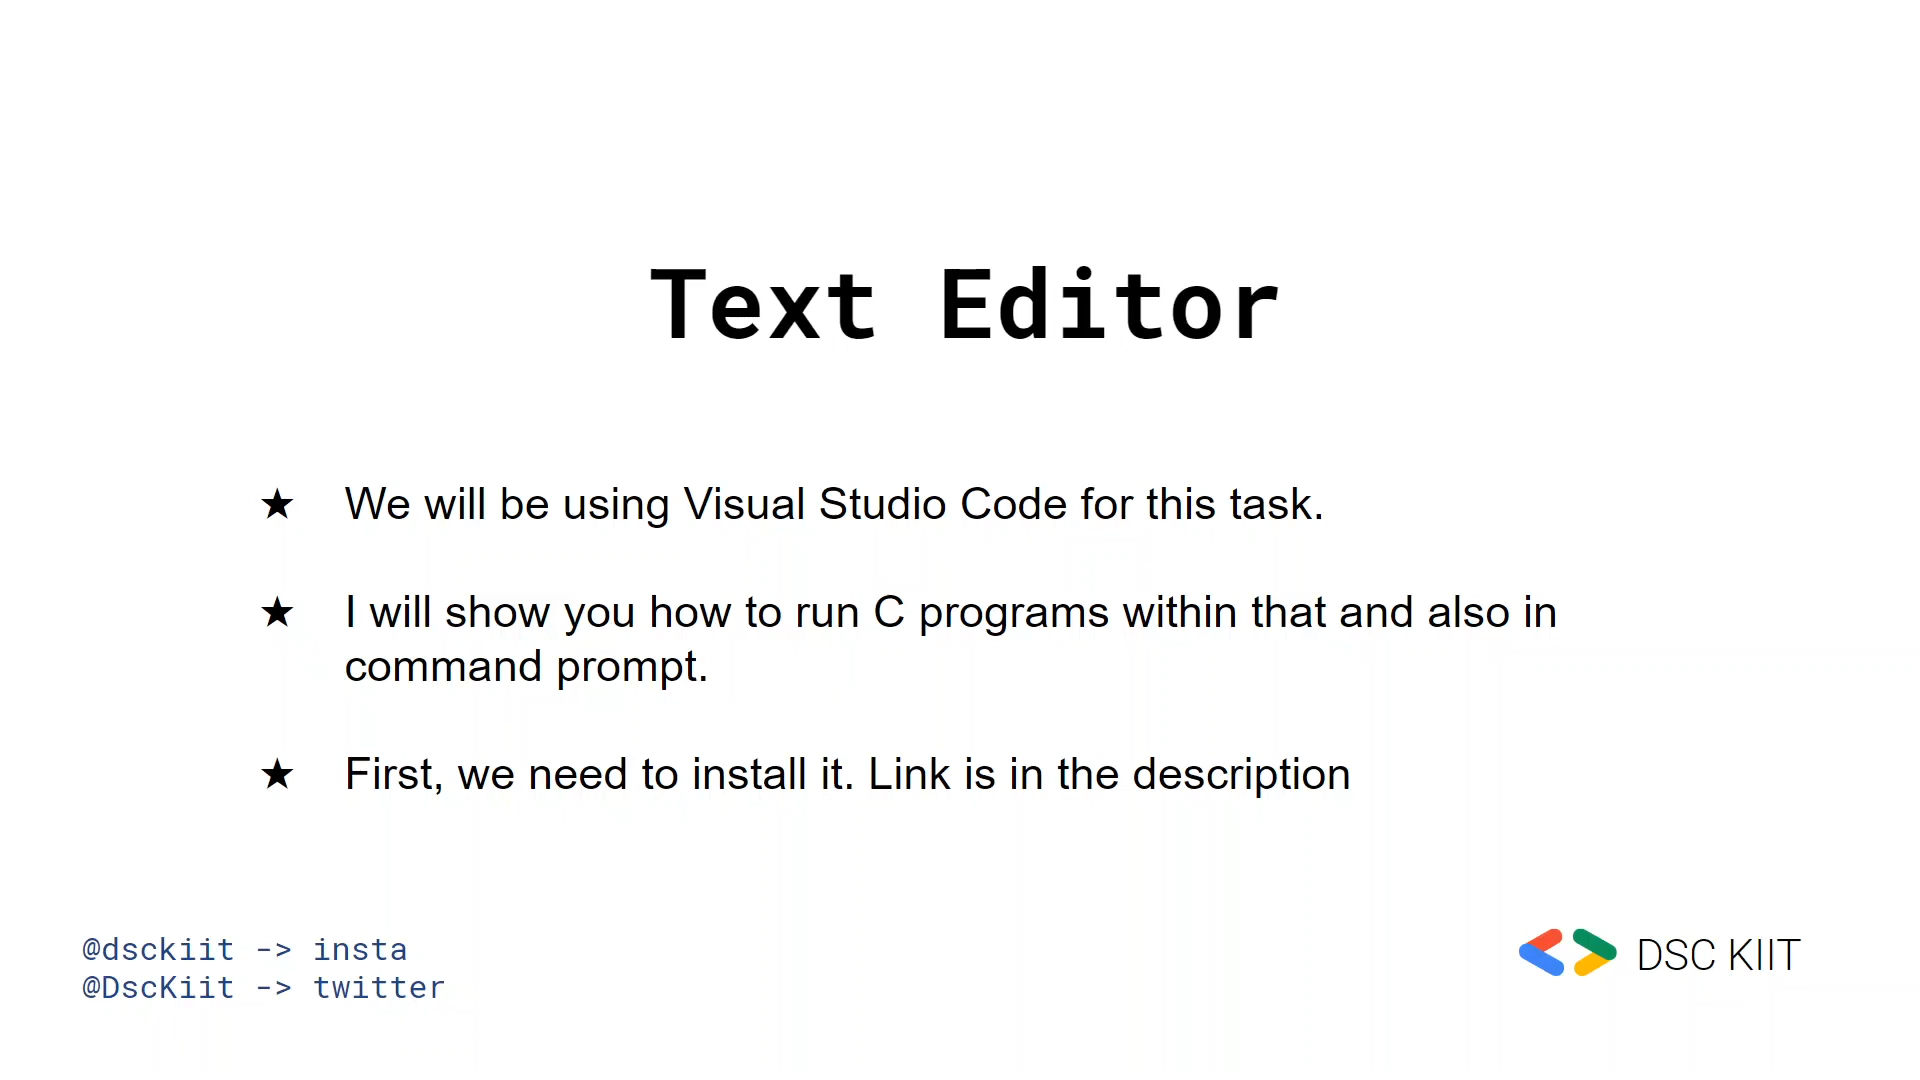 Text Editor
★ We will be using Visual Studio Code for this task.
★ I will show you how to run C programs within that and also in
command prompt.
★ First, we need to install it. Link is in the description
@dsckiit -> insta
@DscKiit -> twitter
DSC KIIT